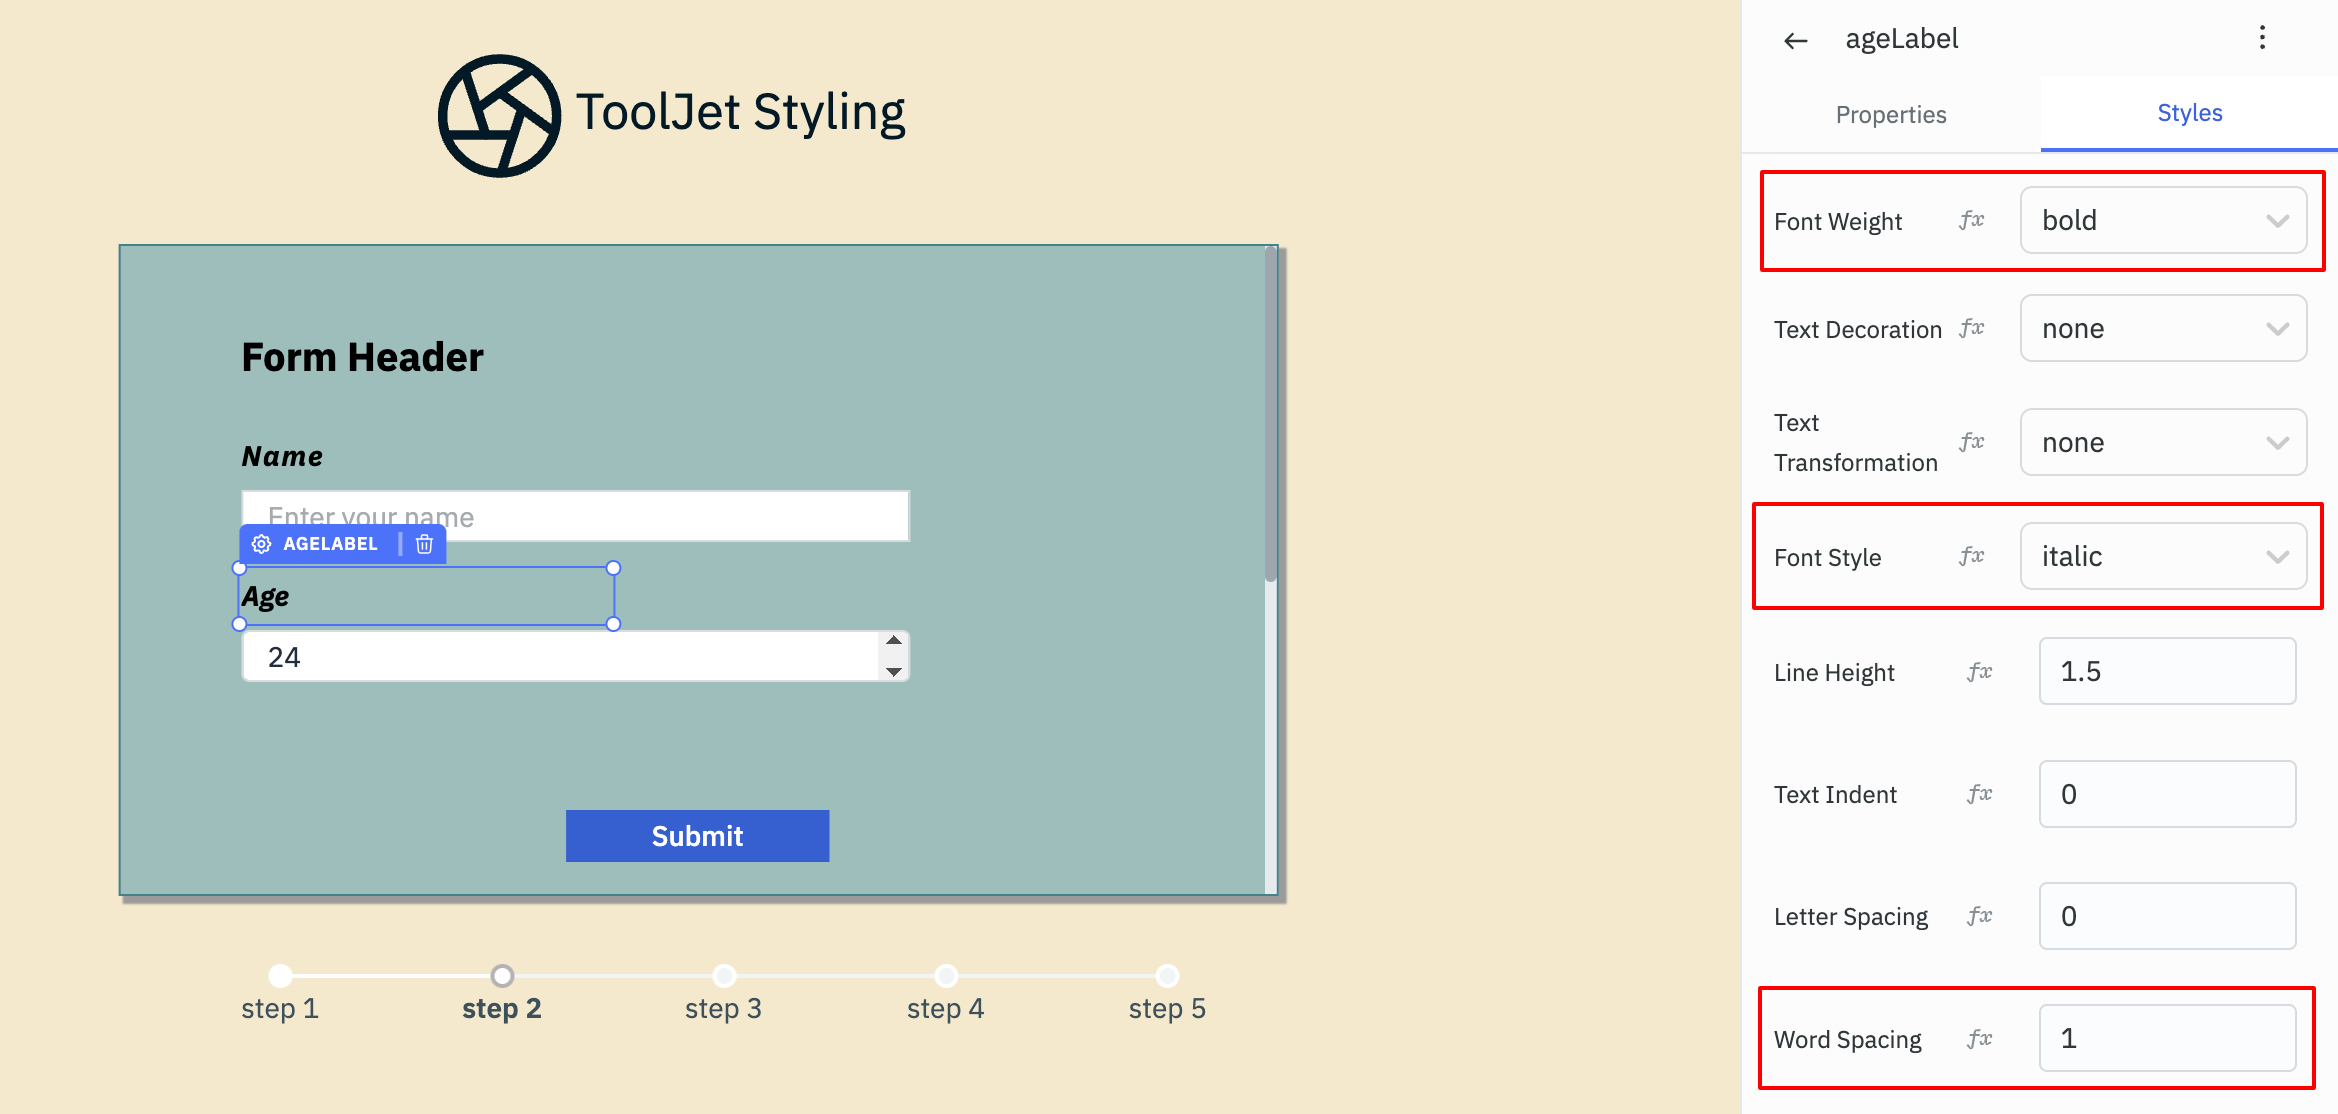 ToolJet Styling
Form Header
Name
Enter your name
AGELABEL
Age
24
Submit
step 1 step 2 step 3 step 4 step 5
ageLabel
Properties Styles
Font Weight fx bold
Text Decoration fx none
Text
Transformation fx none
Font Style fx italic
Line Height fx 1.5
Text Indent fx 0
Letter Spacing fx 0
Word Spacing fx 1